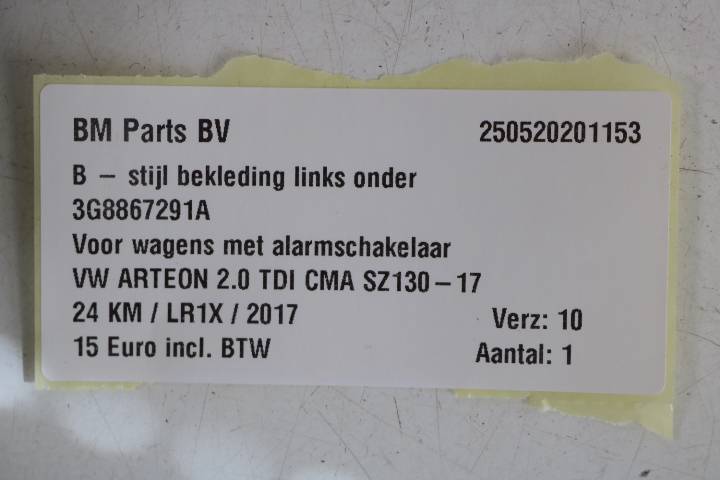 BM Parts BV 250520201153
B – stijl bekleding links onder
3G8867291A
Voor wagens met alarmschakelaar
VW ARTEON 2.0 TDI CMA SZ130–17
24 KM / LR1X / 2017 Verz: 10
15 Euro incl. BTW Aantal: 1